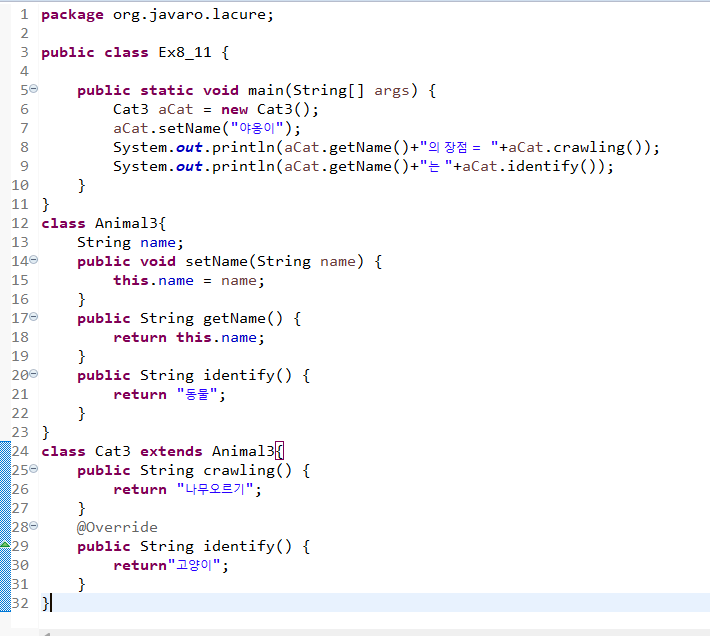 1 package org.javaro.lacure;
2
3 public class Ex8_11 {
4
5     public static void main(String[] args) {
6         Cat3 aCat = new Cat3();
7         aCat.setName("야옹이");
8         System.out.println(aCat.getName()+"의 장점 = "+aCat.crawling());
9         System.out.println(aCat.getName()+"는 "+aCat.identify());
10     }
11 }
12 class Animal3{
13     String name;
14     public void setName(String name) {
15         this.name = name;
16     }
17     public String getName() {
18         return this.name;
19     }
20     public String identify() {
21         return "동물";
22     }
23 }
24 class Cat3 extends Animal3{
25     public String crawling() {
26         return "나무오르기";
27     }
28     @Override
29     public String identify() {
30         return"고양이";
31     }
32 }